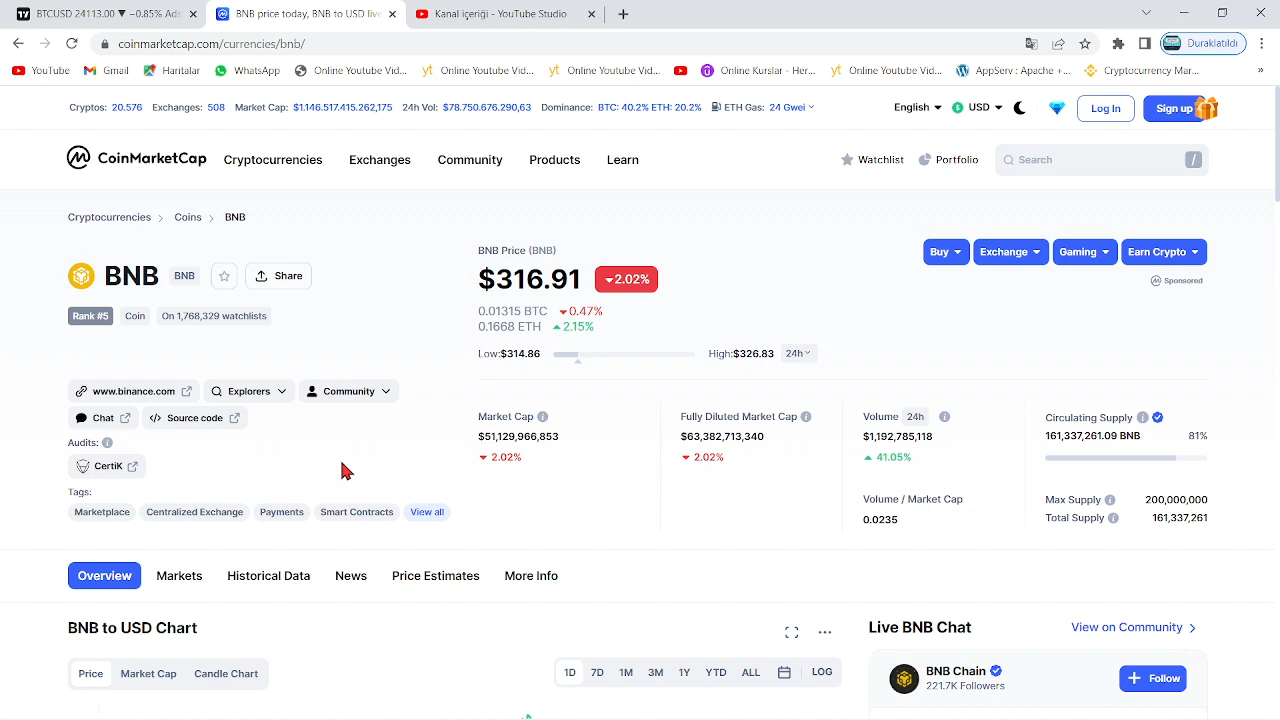 BTCUSD 24113.00 ▼ −0.85% Ads
BNB price today, BNB to USD live
Kanal içeriği - YouTube Studio
coinmarketcap.com/currencies/bnb/
Duraklatıldı
YouTube
Gmail
Haritalar
WhatsApp
Online Youtube Vid...
Online Youtube Vid...
Online Youtube Vid...
Online Kurslar - Her...
Online Youtube Vid...
AppServ : Apache +...
Cryptocurrency Mar...
»
Cryptos: 20.576 Exchanges: 508 Market Cap: $1.146.517.415.262,175 24h Vol: $78.750.676.290,63 Dominance: BTC: 40.2% ETH: 20.2% ETH Gas: 24 Gwei
English USD Log In Sign up
CoinMarketCap Cryptocurrencies Exchanges Community Products Learn
Watchlist Portfolio Search /
Cryptocurrencies > Coins > BNB
BNB BNB Share
Rank #5 Coin On 1,768,329 watchlists
www.binance.com Explorers Community
Chat Source code
Audits:
CertiK
Tags:
Marketplace Centralized Exchange Payments Smart Contracts View all
BNB Price (BNB)
$316.91 2.02%
0.01315 BTC 0.47%
0.1668 ETH 2.15%
Low:$314.86 High:$326.83 24h
Buy Exchange Gaming Earn Crypto
Sponsored
Market Cap
$51,129,966,853
2.02%
Fully Diluted Market Cap
$63,382,713,340
2.02%
Volume 24h
$1,192,785,118
41.05%
Volume / Market Cap
0.0235
Circulating Supply
161,337,261.09 BNB 81%
Max Supply 200,000,000
Total Supply 161,337,261
Overview Markets Historical Data News Price Estimates More Info
BNB to USD Chart
Price Market Cap Candle Chart
1D 7D 1M 3M 1Y YTD ALL LOG
Live BNB Chat View on Community
BNB Chain
221.7K Followers
Follow